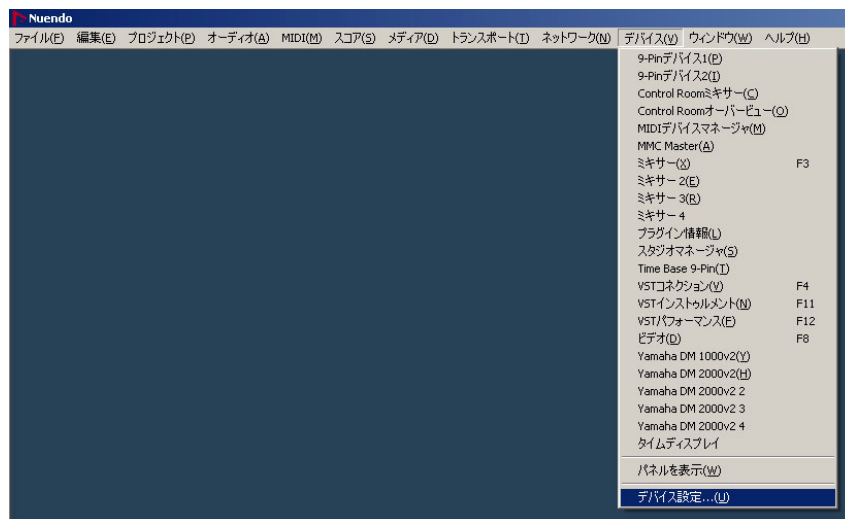 Nuendo
ファイル(F) 編集(E) プロジェクト(P) オーディオ(A) MIDI(M) スコア(S) メディア(D) トランスポート(T) ネットワーク(N) デバイス(V) ウィンドウ(W) ヘルプ(H)
9-Pinデバイス1(P)
9-Pinデバイス2(I)
Control Roomミキサー(C)
Control Roomオーバービュー(O)
MIDIデバイスマネージャ(M)
MMC Master(A)
ミキサー(X) F3
ミキサー 2(E)
ミキサー 3(R)
ミキサー 4
プラグイン情報(L)
スタジオマネージャ(S)
Time Base 9-Pin(T)
VSTコネクション(V) F4
VSTインストゥルメント(N) F11
VSTパフォーマンス(F) F12
ビデオ(D) F8
Yamaha DM 1000v2(Y)
Yamaha DM 2000v2(H)
Yamaha DM 2000v2 2
Yamaha DM 2000v2 3
Yamaha DM 2000v2 4
タイムディスプレイ
パネルを表示(W)
デバイス設定...(U)